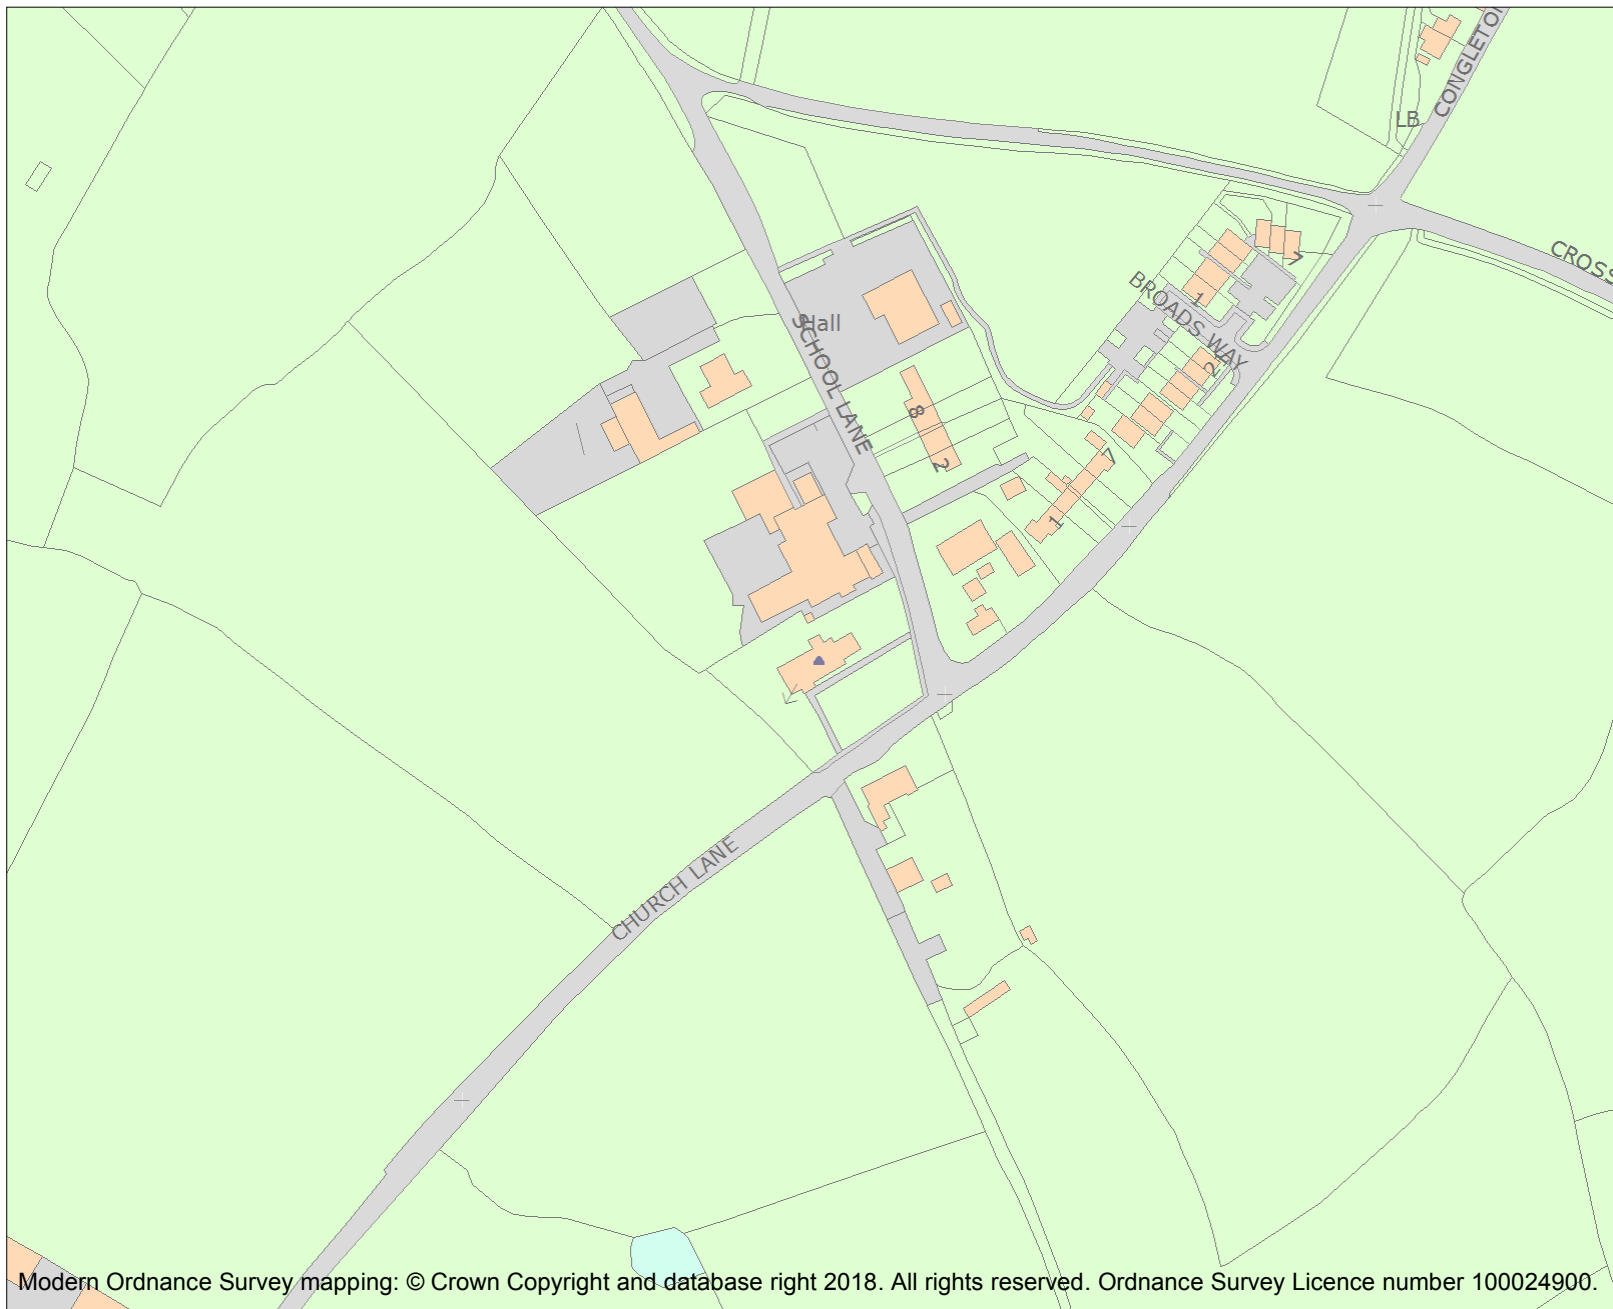 CONGLETON
LB
CROSS
7
1
BROADS WAY
2
Hall
SCHOOL LANE
8
2
7
1
CHURCH LANE
Modern Ordnance Survey mapping: © Crown Copyright and database right 2018. All rights reserved. Ordnance Survey Licence number 100024900.